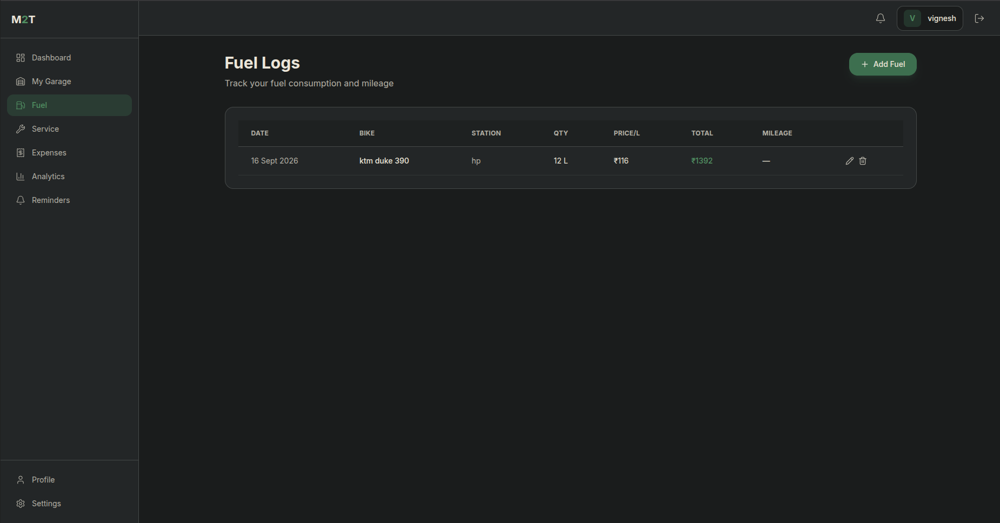 M2T
V vignesh
Dashboard
My Garage
Fuel
Service
Expenses
Analytics
Reminders
Profile
Settings
Fuel Logs
Track your fuel consumption and mileage
+ Add Fuel
DATE BIKE STATION QTY PRICE/L TOTAL MILEAGE
16 Sept 2026 ktm duke 390 hp 12 L ₹116 ₹1392 —